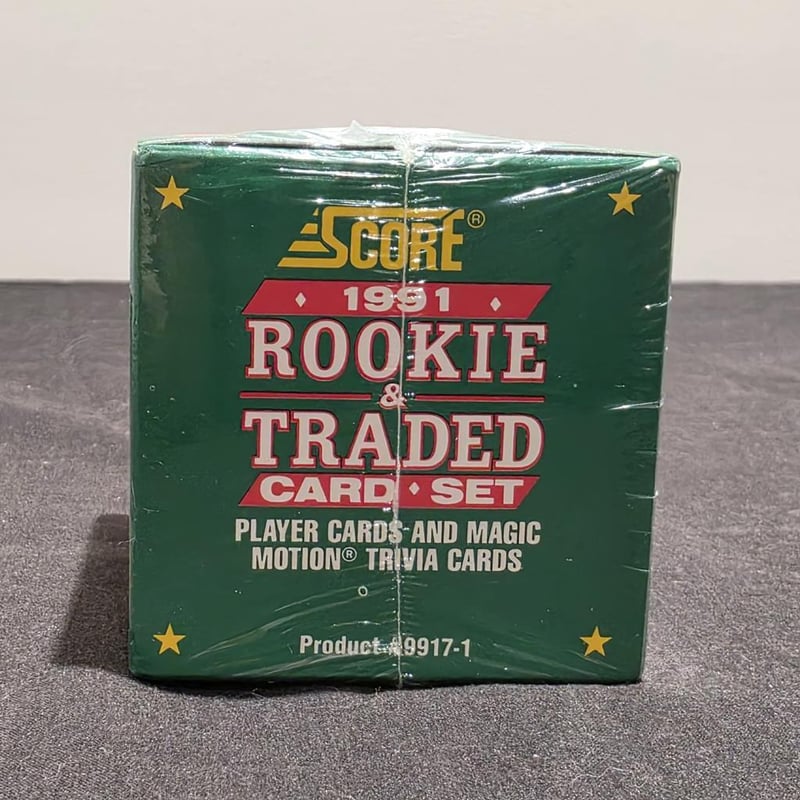 SCORE®
1991
ROOKIE
&
TRADED
CARD • SET
PLAYER CARDS AND MAGIC
MOTION® TRIVIA CARDS
Product #9917-1